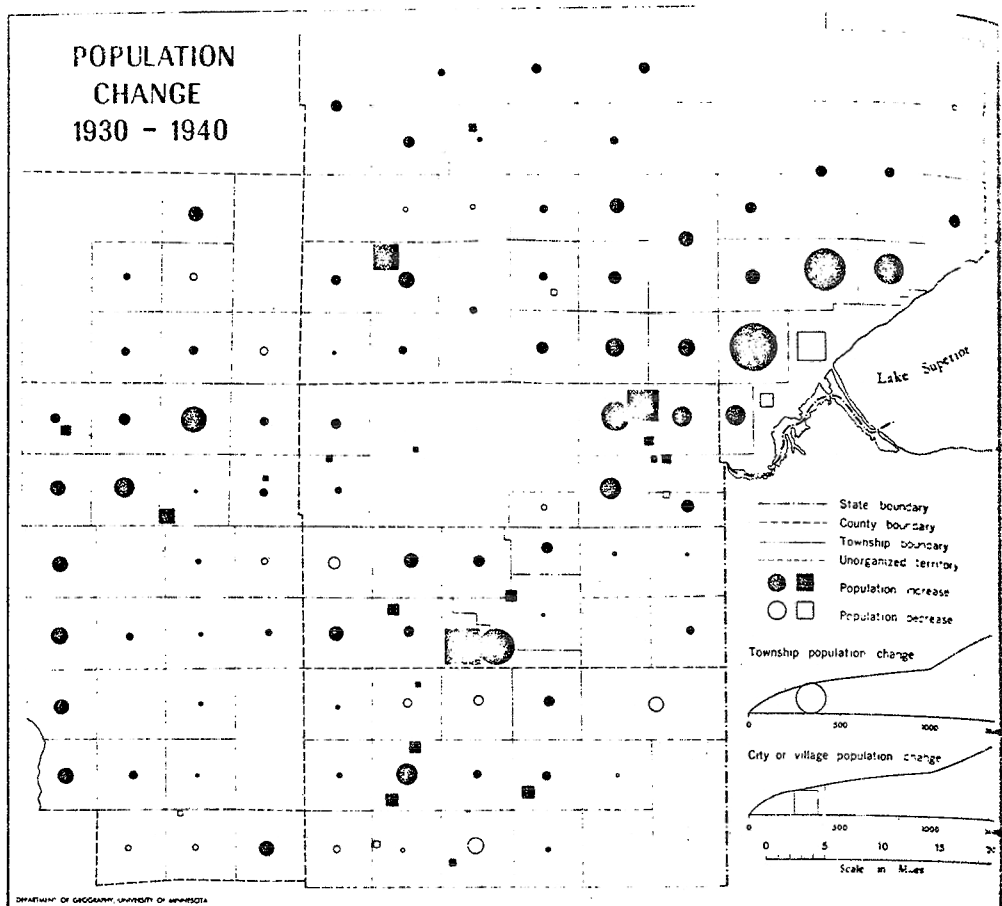 POPULATION
CHANGE
1930 - 1940
Lake Superior
State boundary
County boundary
Township boundary
Unorganized territory
Population increase
Population decrease
Township population change
0 500 1000
City or village population change
0 500 1000
0 5 10 15
Scale in Miles
DEPARTMENT OF GEOGRAPHY, UNIVERSITY OF MINNESOTA